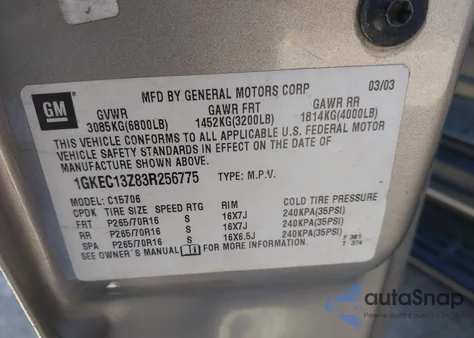 MFD BY GENERAL MOTORS CORP 03/03
GM GVWR GAWR FRT GAWR RR
3085KG(6800LB) 1452KG(3200LB) 1814KG(4000LB)
THIS VEHICLE CONFORMS TO ALL APPLICABLE U.S. FEDERAL MOTOR
VEHICLE SAFETY STANDARDS IN EFFECT ON THE DATE OF
MANUFACTURE SHOWN ABOVE.
1GKEC13Z83R256775 TYPE: M.P.V.
MODEL: C15706
CPDK TIRE SIZE SPEED RTG RIM COLD TIRE PRESSURE
FRT P265/70R16 S 16X7J 240KPA(35PSI)
RR P265/70R16 S 16X7J 240KPA(35PSI)
SPA P265/70R16 S 16X6.5J 240KPA(35PSI)
SEE OWNER'S MANUAL FOR MORE INFORMATION
F 361
T 374
autoSnap